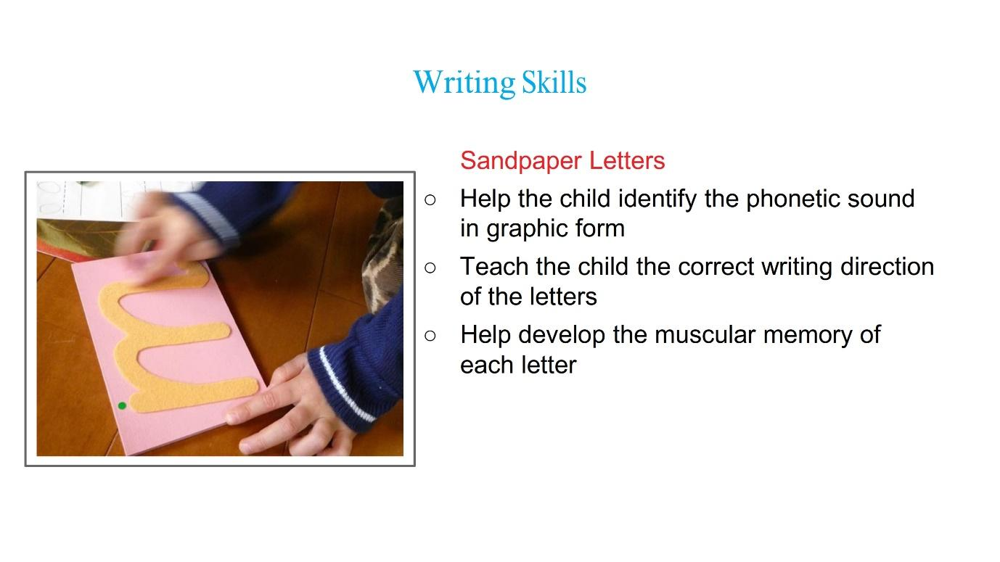 Writing Skills
Sandpaper Letters
○ Help the child identify the phonetic sound
in graphic form
○ Teach the child the correct writing direction
of the letters
○ Help develop the muscular memory of
each letter
m